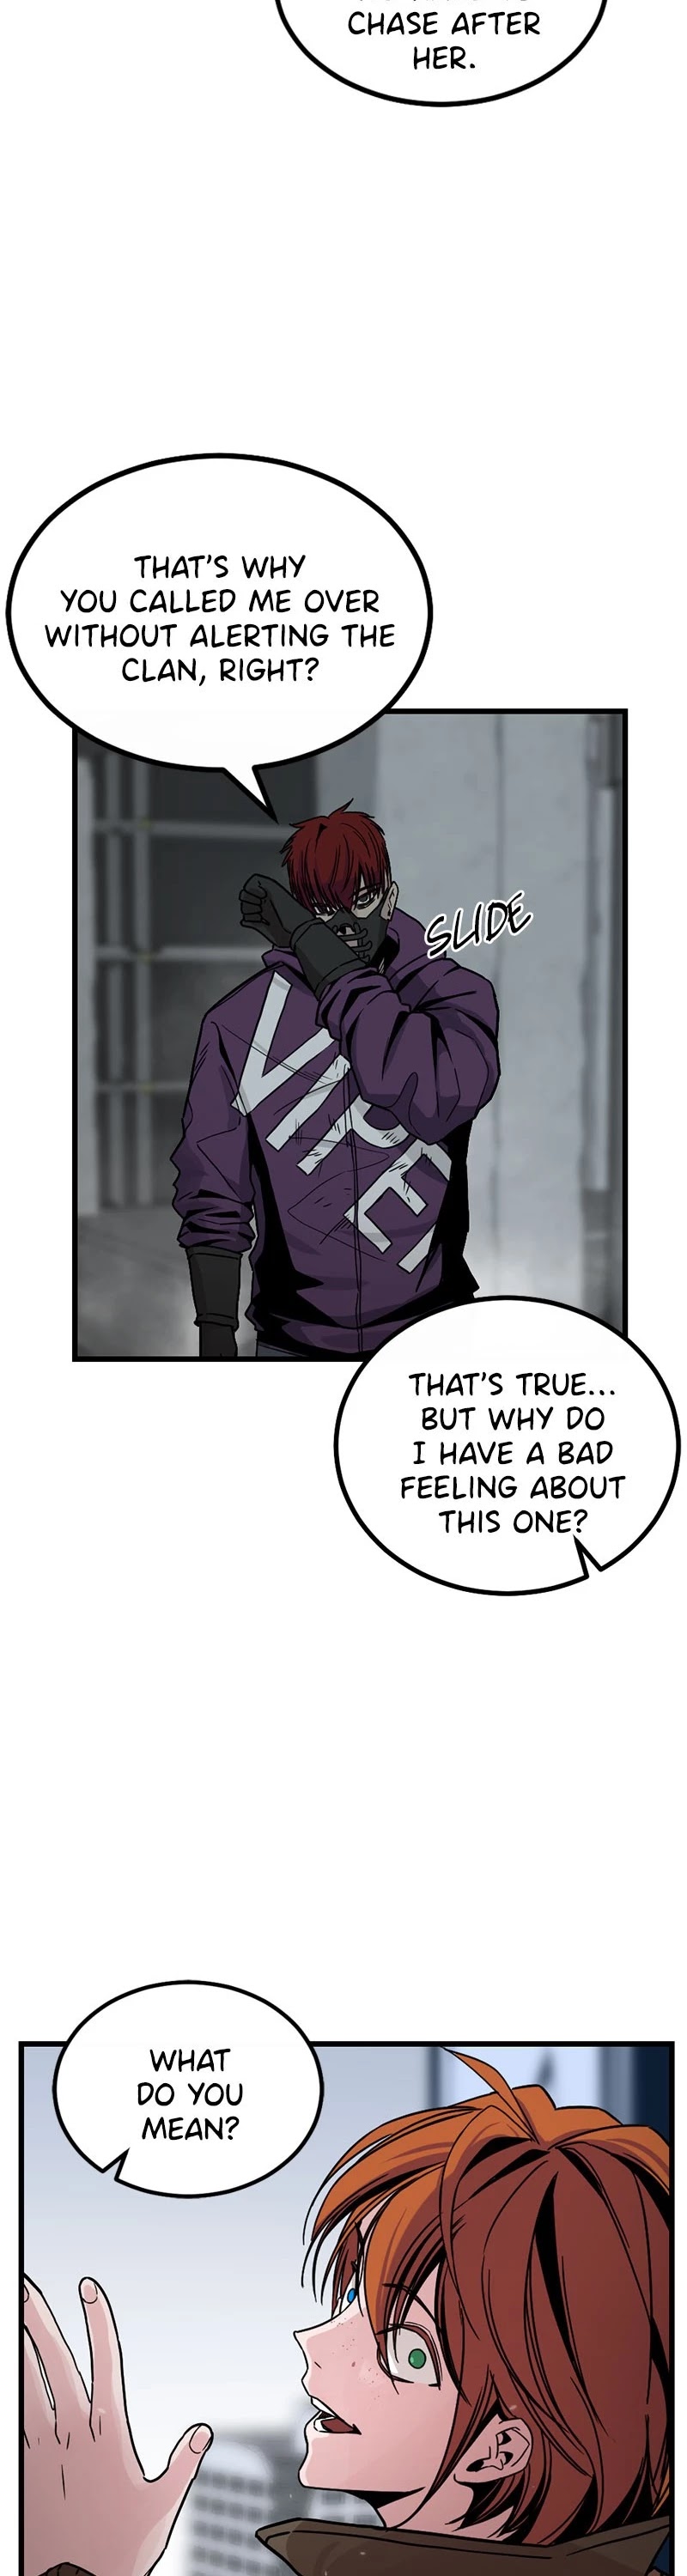 CHASE AFTER
HER.
THAT'S WHY
YOU CALLED ME OVER
WITHOUT ALERTING THE
CLAN, RIGHT?
SLIDE
THAT'S TRUE...
BUT WHY DO
I HAVE A BAD
FEELING ABOUT
THIS ONE?
WHAT
DO YOU
MEAN?